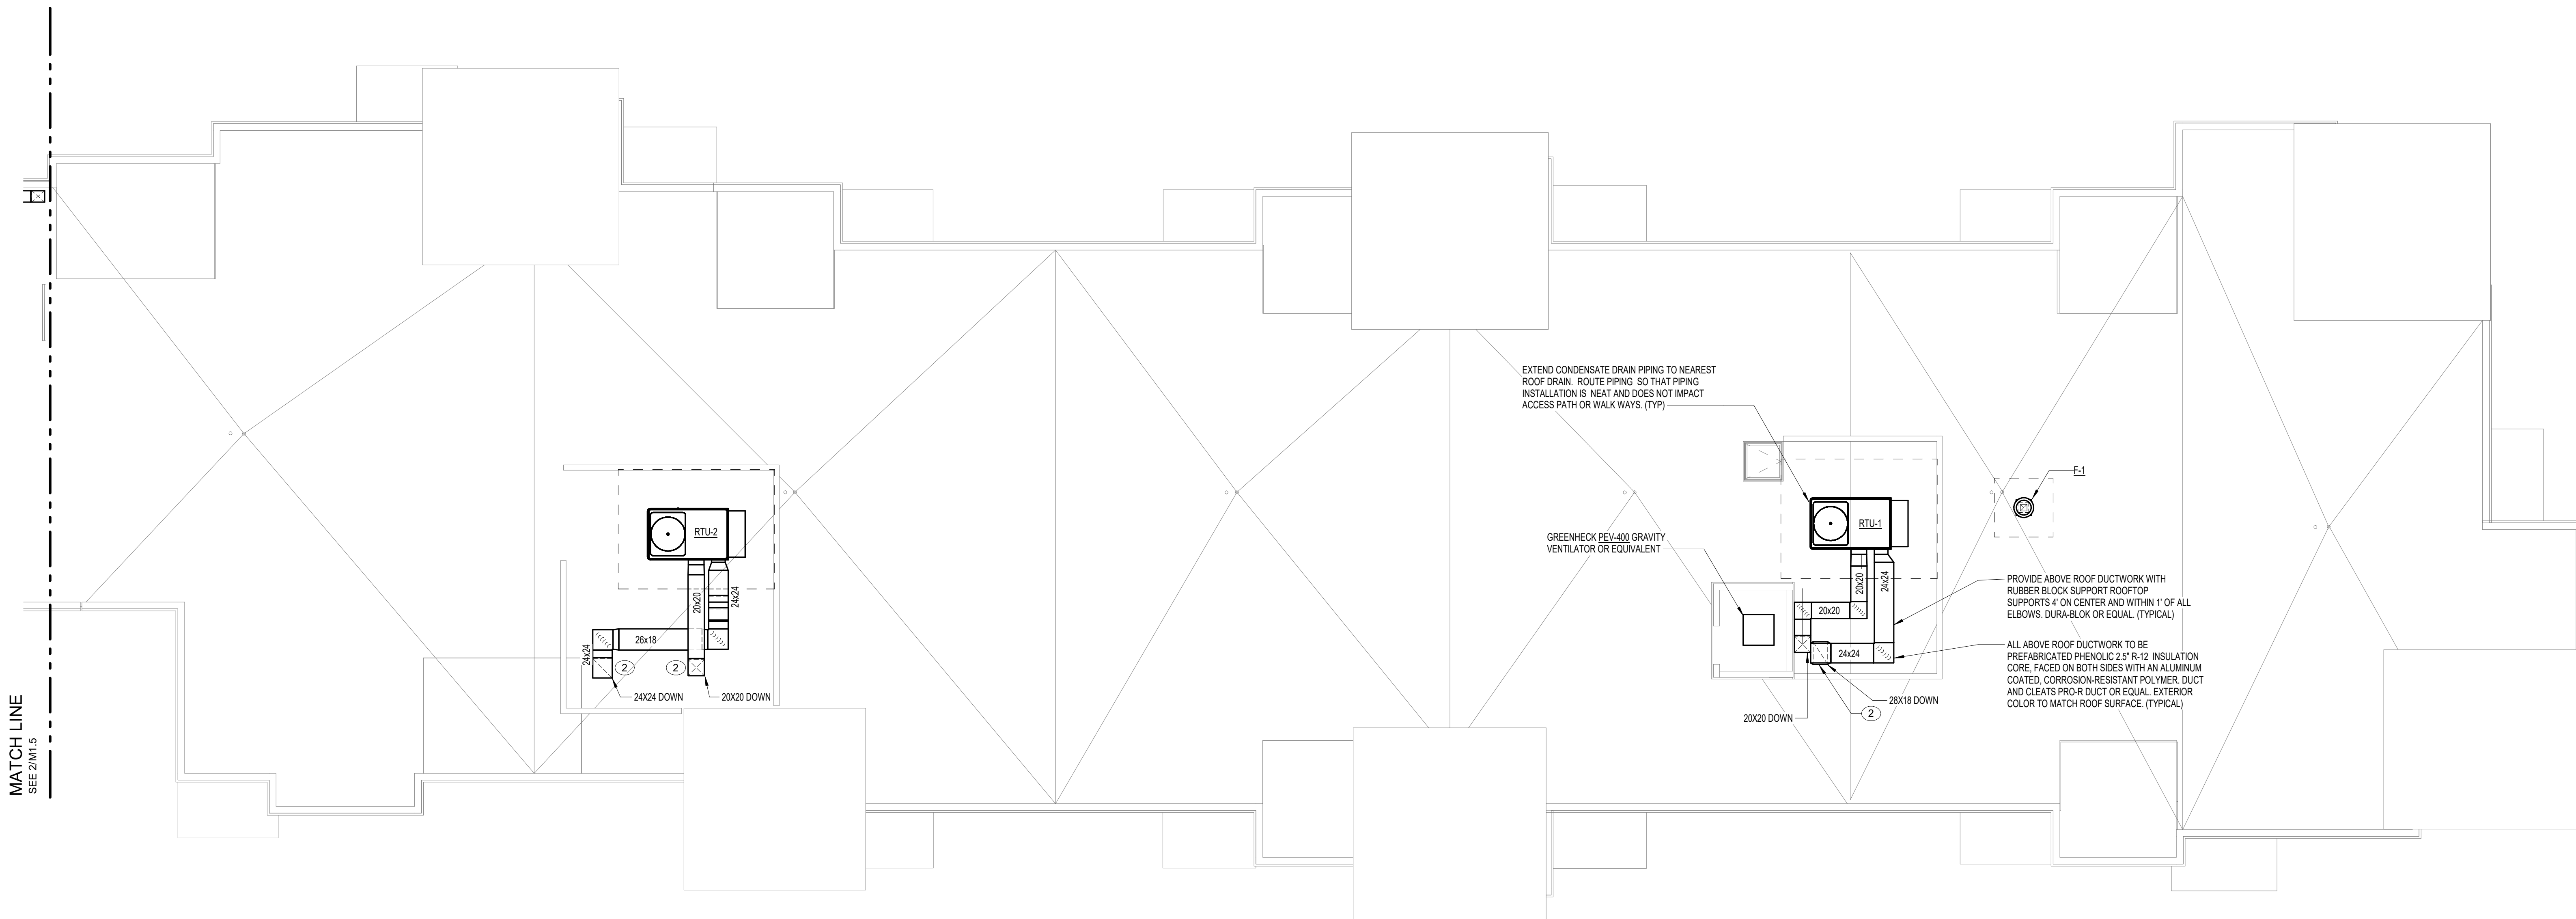 MATCH LINE
SEE 2/M1.5
RTU-2
20x20
24x24
26x18
24x24
2
2
24X24 DOWN
20X20 DOWN
EXTEND CONDENSATE DRAIN PIPING TO NEAREST
ROOF DRAIN. ROUTE PIPING SO THAT PIPING
INSTALLATION IS NEAT AND DOES NOT IMPACT
ACCESS PATH OR WALK WAYS. (TYP)
GREENHECK PEV-400 GRAVITY
VENTILATOR OR EQUIVALENT
RTU-1
20x20
24x24
20x20
24x24
28X18 DOWN
2
20X20 DOWN
F-1
PROVIDE ABOVE ROOF DUCTWORK WITH
RUBBER BLOCK SUPPORT ROOFTOP
SUPPORTS 4' ON CENTER AND WITHIN 1' OF ALL
ELBOWS. DURA-BLOK OR EQUAL. (TYPICAL)
ALL ABOVE ROOF DUCTWORK TO BE
PREFABRICATED PHENOLIC 2.5" R-12 INSULATION
CORE, FACED ON BOTH SIDES WITH AN ALUMINUM
COATED, CORROSION-RESISTANT POLYMER. DUCT
AND CLEATS PRO-R DUCT OR EQUAL. EXTERIOR
COLOR TO MATCH ROOF SURFACE. (TYPICAL)